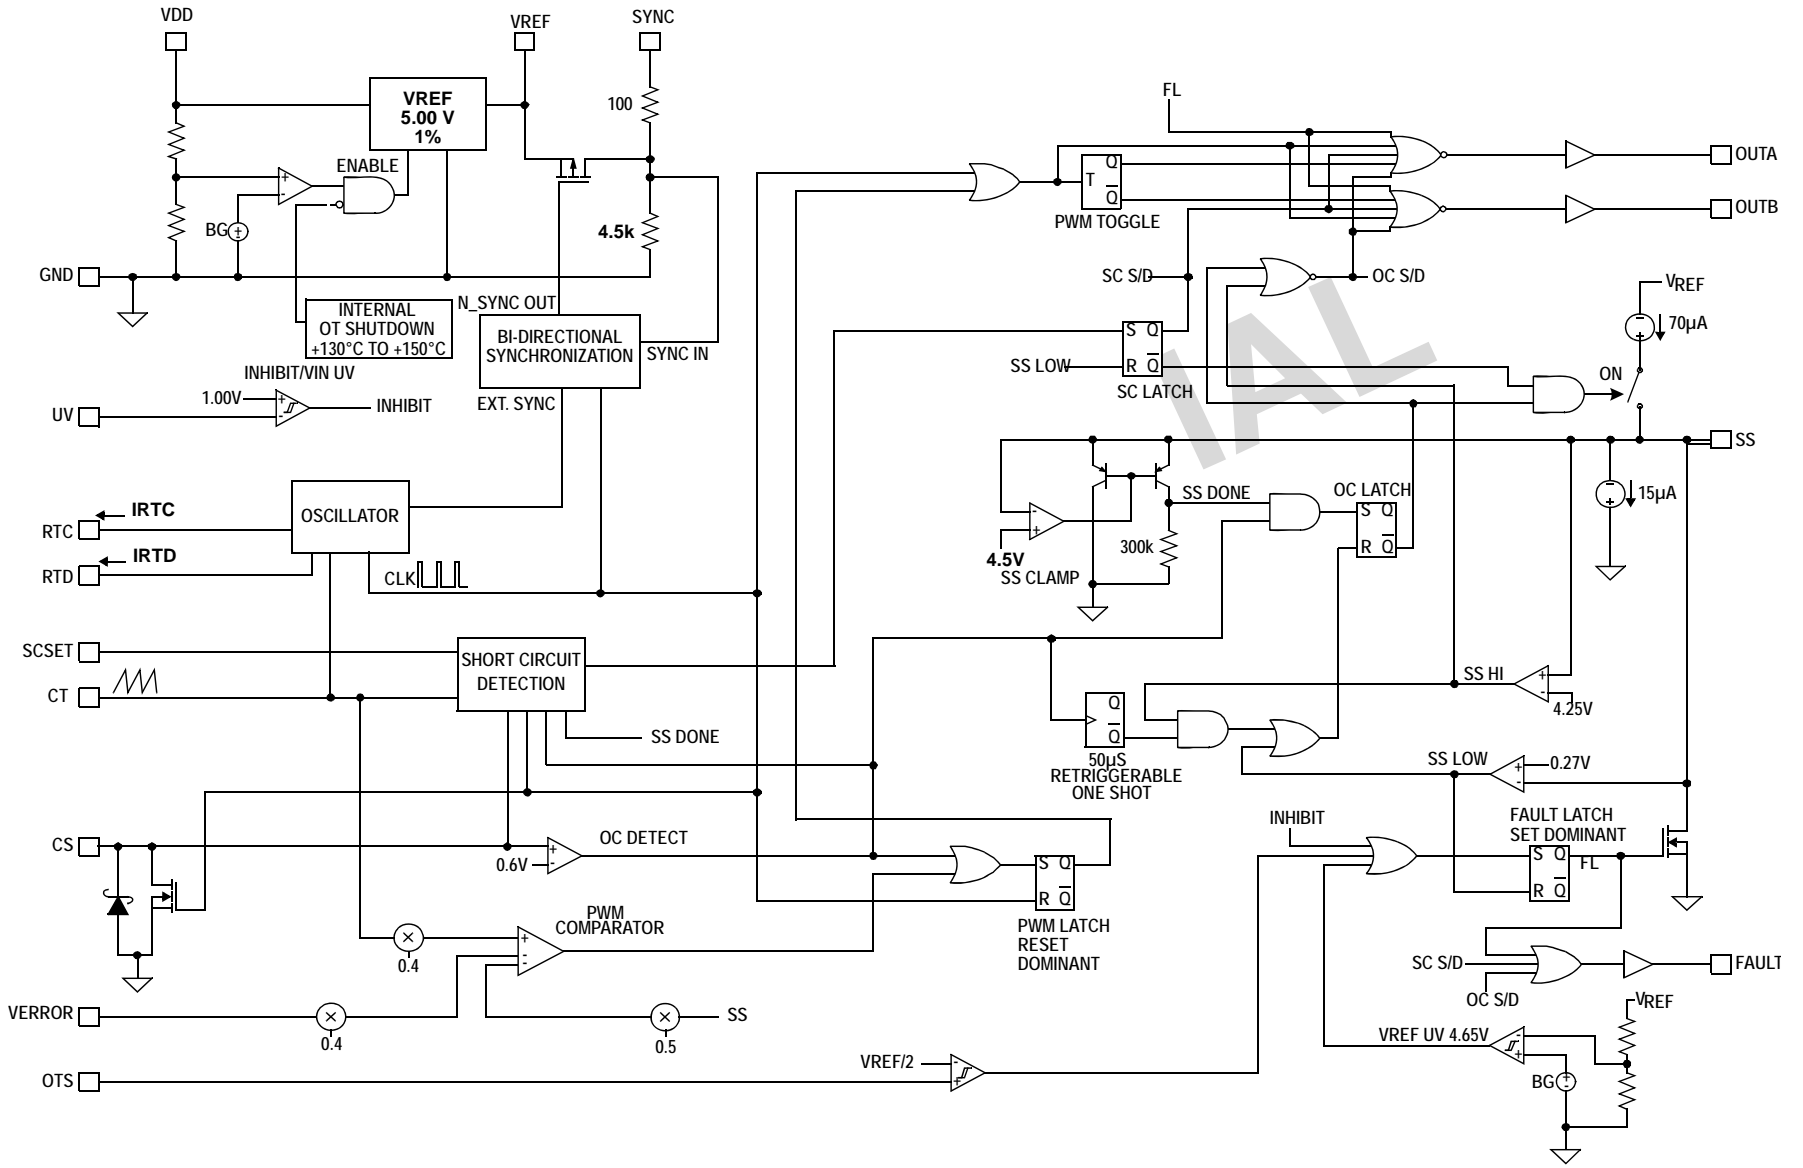 VDD
VREF
SYNC
VREF
5.00 V
1%
100
FL
ENABLE
+
-
BG
+
-
4.5k
T
Q
Q
PWM TOGGLE
OUTA
OUTB
GND
INTERNAL
OT SHUTDOWN
+130°C TO +150°C
N_SYNC OUT
BI-DIRECTIONAL
SYNCHRONIZATION
SYNC IN
EXT. SYNC
SC S/D
OC S/D
VREF
70µA
S Q
R Q
SS LOW
SC LATCH
ON
IAL
INHIBIT/VIN UV
1.00V
+
-
INHIBIT
UV
SS
15µA
SS DONE
OC LATCH
S Q
R Q
-
+
4.5V
SS CLAMP
300k
IRTC
RTC
OSCILLATOR
IRTD
RTD
CLK
SCSET
SHORT CIRCUIT
DETECTION
CT
SS DONE
SS HI
+
-
4.25V
Q
Q
50µS
RETRIGGERABLE
ONE SHOT
SS LOW
+
-
0.27V
CS
OC DETECT
+
-
0.6V
S Q
R Q
PWM LATCH
RESET
DOMINANT
INHIBIT
FAULT LATCH
SET DOMINANT
S Q
FL
R Q
PWM
COMPARATOR
+
-
-
×
0.4
SC S/D
OC S/D
FAULT
VERROR
×
0.4
×
0.5
SS
VREF
VREF UV 4.65V
-
+
BG
+
-
VREF/2
-
+
OTS